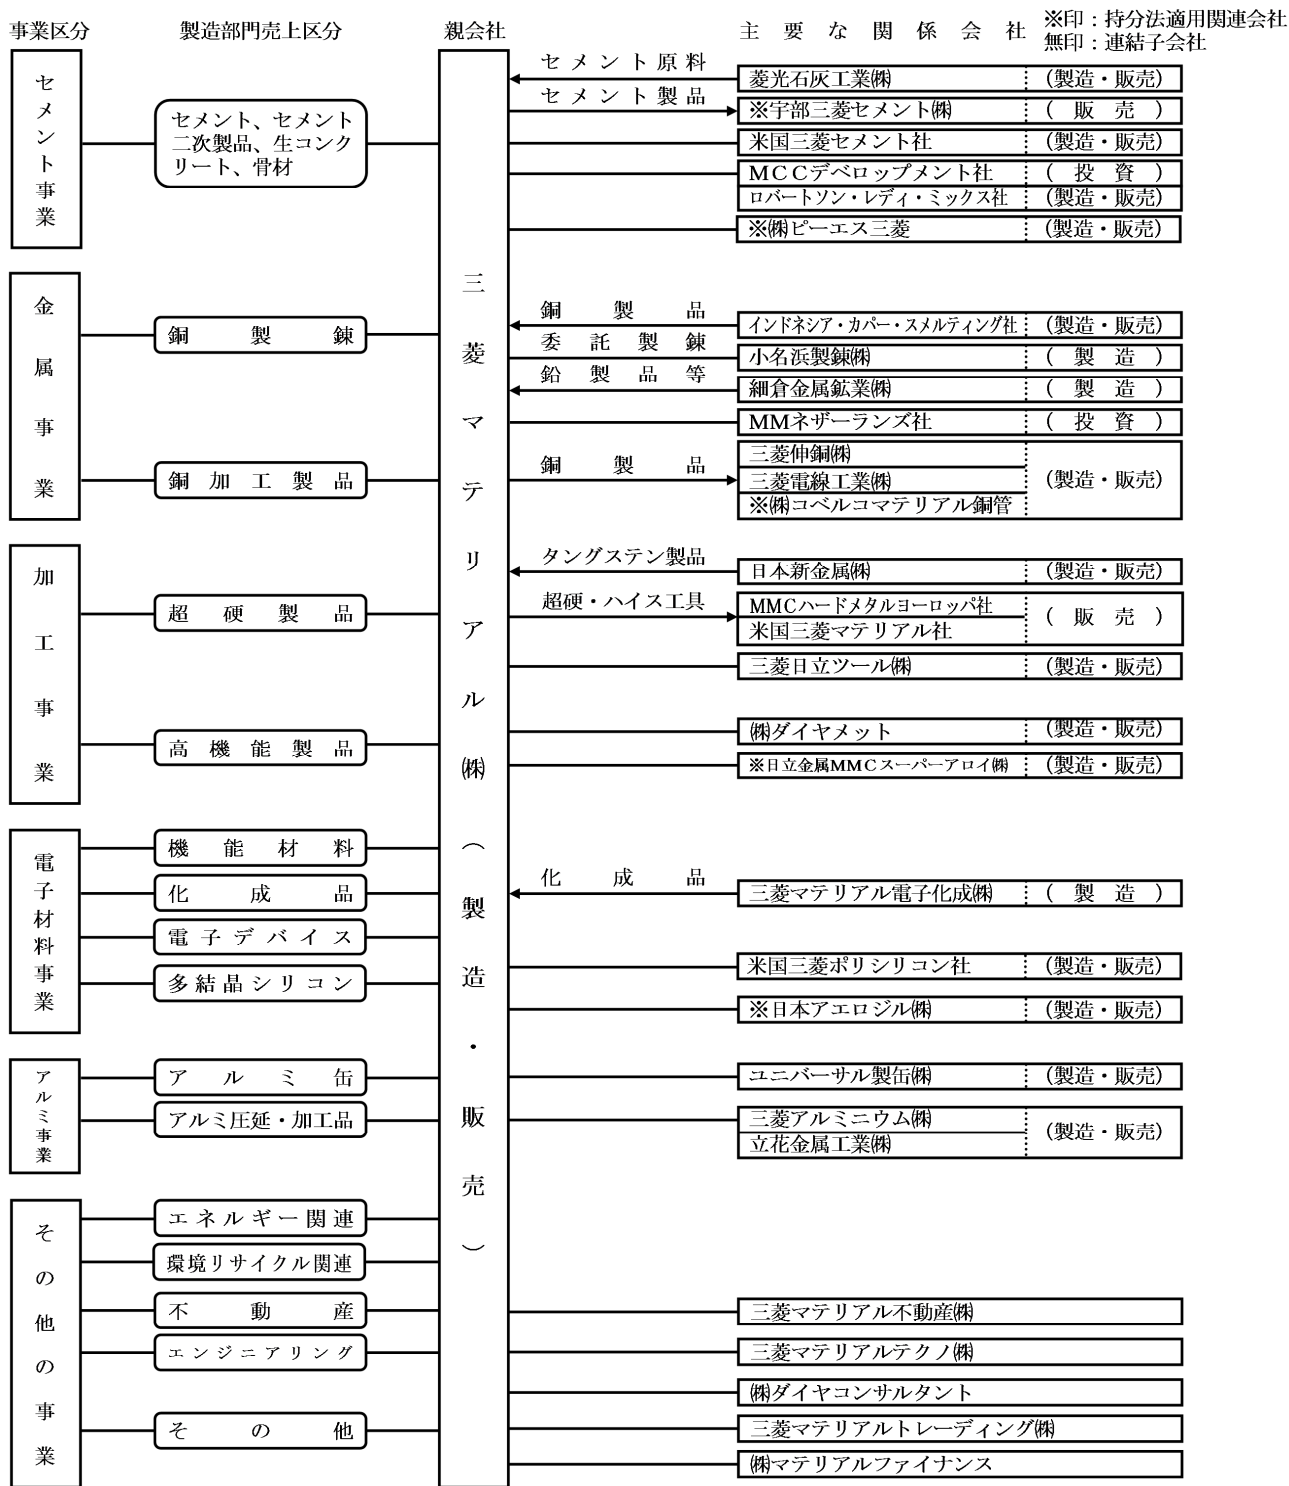 事業区分 製造部門売上区分 親会社 主要な関係会社 ※印：持分法適用関連会社
無印：連結子会社
セメント事業
セメント、セメント
二次製品、生コンク
リート、骨材
三菱マテリアル㈱（製造・販売）
セメント原料
菱光石灰工業㈱ (製造・販売)
セメント製品
※宇部三菱セメント㈱ (販売)
米国三菱セメント社 (製造・販売)
MCCデベロップメント社 (投資)
ロバートソン・レディ・ミックス社 (製造・販売)
※㈱ピーエス三菱 (製造・販売)
金属事業
銅製錬
銅加工製品
銅製品
インドネシア・カパー・スメルティング社 (製造・販売)
委託製錬
小名浜製錬㈱ (製造)
鉛製品等
細倉金属鉱業㈱ (製造)
MMネザーランズ社 (投資)
銅製品
三菱伸銅㈱
三菱電線工業㈱ (製造・販売)
※㈱コベルコマテリアル銅管
加工事業
超硬製品
高機能製品
タングステン製品
日本新金属㈱ (製造・販売)
超硬・ハイス工具
MMCハードメタルヨーロッパ社
(販売)
米国三菱マテリアル社
三菱日立ツール㈱ (製造・販売)
㈱ダイヤメット (製造・販売)
※日立金属MMCスーパーアロイ㈱ (製造・販売)
電子材料事業
機能材料
化成品
電子デバイス
多結晶シリコン
化成品
三菱マテリアル電子化成㈱ (製造)
米国三菱ポリシリコン社 (製造・販売)
※日本アエロジル㈱ (製造・販売)
アルミ事業
アルミ缶
アルミ圧延・加工品
ユニバーサル製缶㈱ (製造・販売)
三菱アルミニウム㈱
(製造・販売)
立花金属工業㈱
その他の事業
エネルギー関連
環境リサイクル関連
不動産
エンジニアリング
その他
三菱マテリアル不動産㈱
三菱マテリアルテクノ㈱
㈱ダイヤコンサルタント
三菱マテリアルトレーディング㈱
㈱マテリアルファイナンス